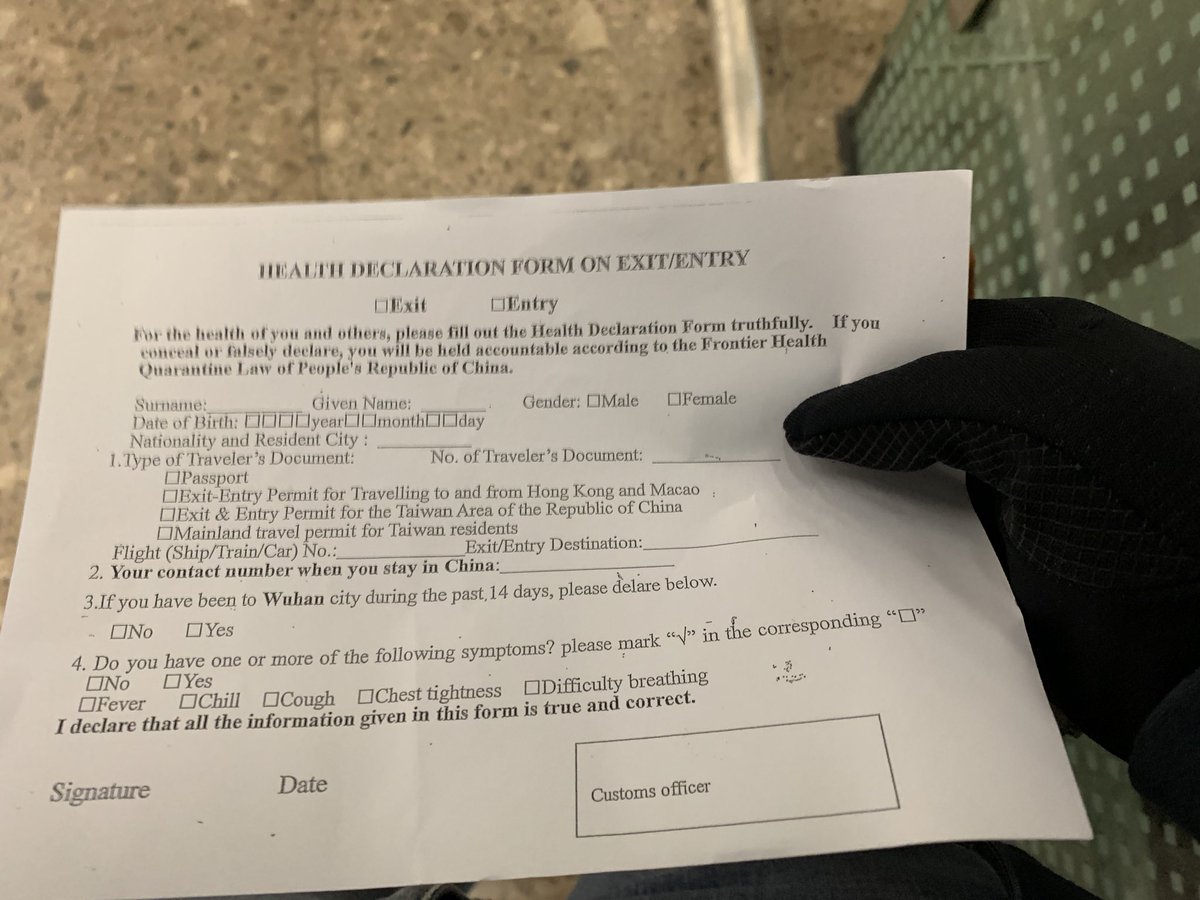 HEALTH DECLARATION FORM ON EXIT/ENTRY
□Exit □Entry
For the health of you and others, please fill out the Health Declaration Form truthfully. If you
conceal or falsely declare, you will be held accountable according to the Frontier Health
Quarantine Law of People's Republic of China.
Surname:__________ Given Name: _______ Gender: □Male □Female
Date of Birth: □□□□year□□month□□day
Nationality and Resident City : __________
1.Type of Traveler's Document: No. of Traveler's Document: ______________
□Passport
□Exit-Entry Permit for Travelling to and from Hong Kong and Macao
□Exit & Entry Permit for the Taiwan Area of the Republic of China
□Mainland travel permit for Taiwan residents
Flight (Ship/Train/Car) No.:______________Exit/Entry Destination:___________________
2. Your contact number when you stay in China:___________________
3.If you have been to Wuhan city during the past 14 days, please delare below.
□No □Yes
4. Do you have one or more of the following symptoms? please mark “√” in the corresponding “□”
□No □Yes
□Fever □Chill □Cough □Chest tightness □Difficulty breathing
I declare that all the information given in this form is true and correct.
Signature Date
Customs officer